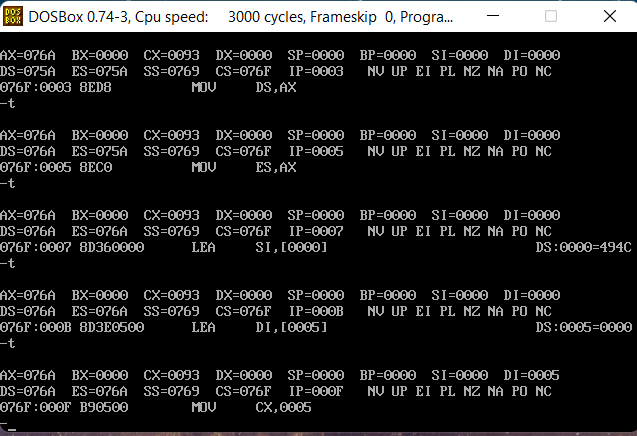 DOS BOX DOSBox 0.74-3, Cpu speed: 3000 cycles, Frameskip 0, Progra...
AX=076A BX=0000 CX=0093 DX=0000 SP=0000 BP=0000 SI=0000 DI=0000
DS=075A ES=075A SS=0769 CS=076F IP=0003 NV UP EI PL NZ NA PO NC
076F:0003 8ED8 MOV DS,AX
-t
AX=076A BX=0000 CX=0093 DX=0000 SP=0000 BP=0000 SI=0000 DI=0000
DS=076A ES=075A SS=0769 CS=076F IP=0005 NV UP EI PL NZ NA PO NC
076F:0005 8EC0 MOV ES,AX
-t
AX=076A BX=0000 CX=0093 DX=0000 SP=0000 BP=0000 SI=0000 DI=0000
DS=076A ES=076A SS=0769 CS=076F IP=0007 NV UP EI PL NZ NA PO NC
076F:0007 8D360000 LEA SI,[0000] DS:0000=494C
-t
AX=076A BX=0000 CX=0093 DX=0000 SP=0000 BP=0000 SI=0000 DI=0000
DS=076A ES=076A SS=0769 CS=076F IP=000B NV UP EI PL NZ NA PO NC
076F:000B 8D3E0500 LEA DI,[0005] DS:0005=0000
-t
AX=076A BX=0000 CX=0093 DX=0000 SP=0000 BP=0000 SI=0000 DI=0005
DS=076A ES=076A SS=0769 CS=076F IP=000F NV UP EI PL NZ NA PO NC
076F:000F B90500 MOV CX,0005
-_